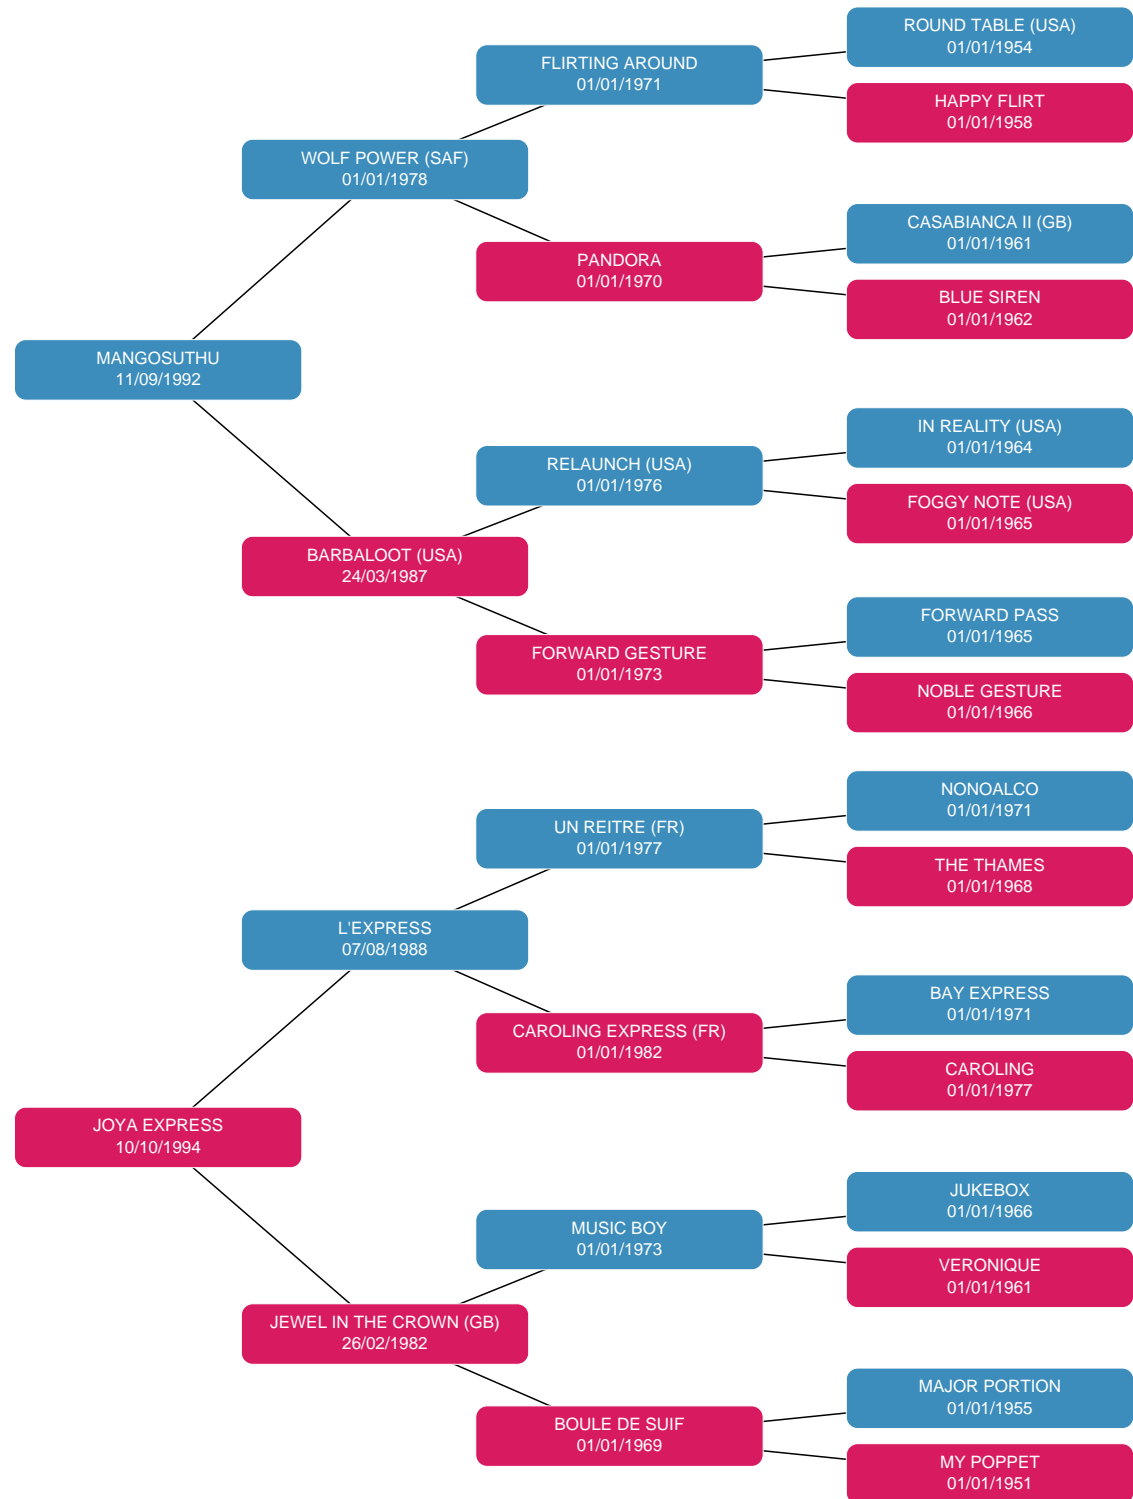 ROUND TABLE (USA)
01/01/1954
FLIRTING AROUND
01/01/1971
HAPPY FLIRT
01/01/1958
WOLF POWER (SAF)
01/01/1978
CASABIANCA II (GB)
01/01/1961
PANDORA
01/01/1970
BLUE SIREN
01/01/1962
MANGOSUTHU
11/09/1992
IN REALITY (USA)
01/01/1964
RELAUNCH (USA)
01/01/1976
FOGGY NOTE (USA)
01/01/1965
BARBALOOT (USA)
24/03/1987
FORWARD PASS
01/01/1965
FORWARD GESTURE
01/01/1973
NOBLE GESTURE
01/01/1966
NONOALCO
01/01/1971
UN REITRE (FR)
01/01/1977
THE THAMES
01/01/1968
L'EXPRESS
07/08/1988
BAY EXPRESS
01/01/1971
CAROLING EXPRESS (FR)
01/01/1982
CAROLING
01/01/1977
JOYA EXPRESS
10/10/1994
JUKEBOX
01/01/1966
MUSIC BOY
01/01/1973
VERONIQUE
01/01/1961
JEWEL IN THE CROWN (GB)
26/02/1982
MAJOR PORTION
01/01/1955
BOULE DE SUIF
01/01/1969
MY POPPET
01/01/1951